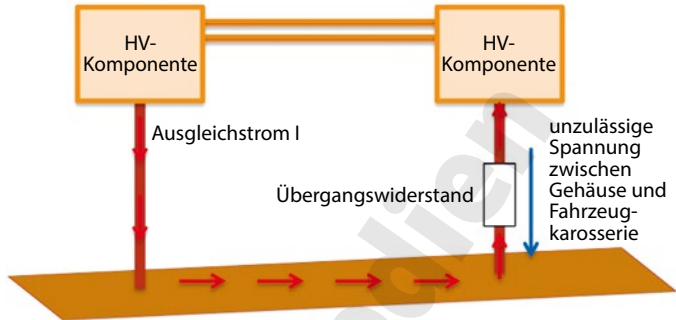 HV-
Komponente
HV-
Komponente
Ausgleichstrom I
Übergangswiderstand
unzulässige
Spannung
zwischen
Gehäuse und
Fahrzeug-
karosserie